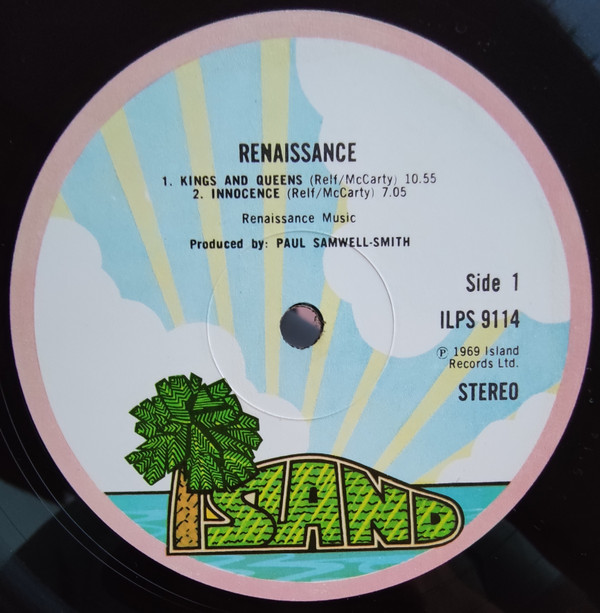 RENAISSANCE
1. KINGS AND QUEENS (Relf/McCarty) 10.55
2. INNOCENCE (Relf/McCarty) 7.05
Renaissance Music
Produced by: PAUL SAMWELL-SMITH
Side 1
ILPS 9114
℗ 1969 Island
Records Ltd.
STEREO
ISLAND